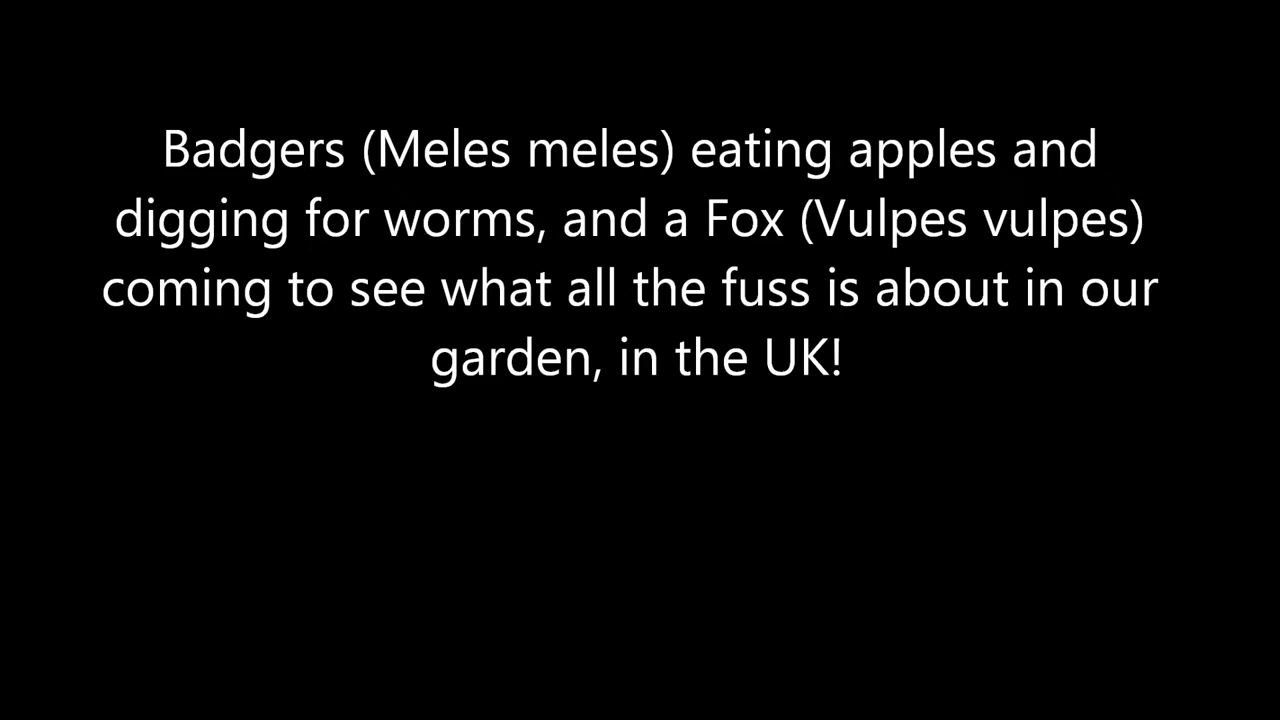 Badgers (Meles meles) eating apples and
digging for worms, and a Fox (Vulpes vulpes)
coming to see what all the fuss is about in our
garden, in the UK!